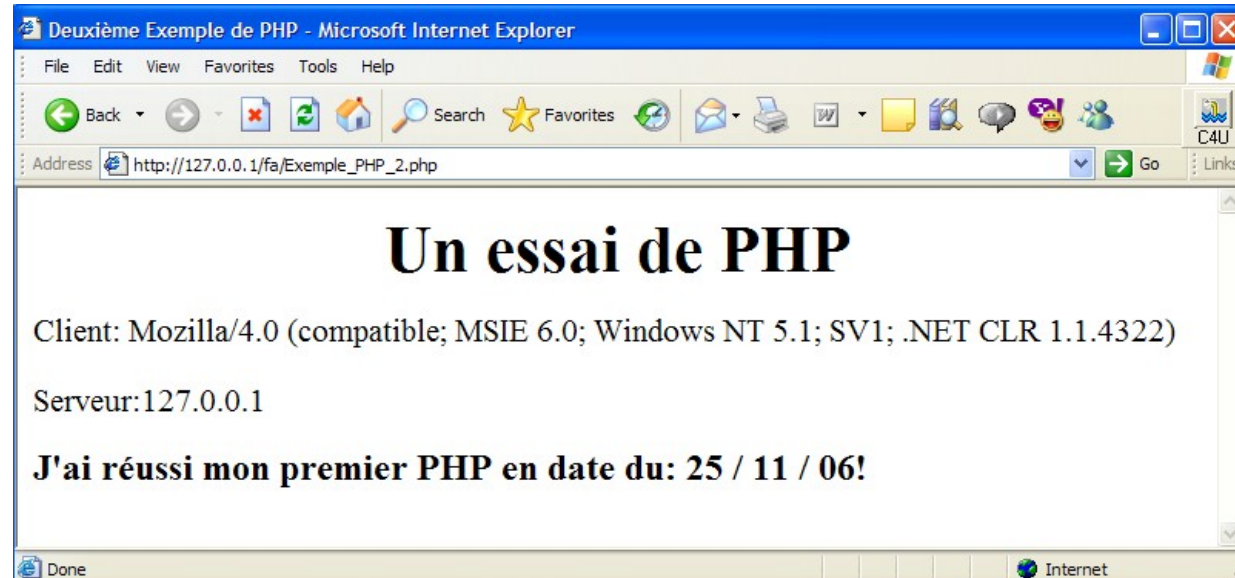 Deuxième Exemple de PHP - Microsoft Internet Explorer
File Edit View Favorites Tools Help
Back Search Favorites C4U
Address http://127.0.0.1/fa/Exemple_PHP_2.php Go Links
Un essai de PHP
Client: Mozilla/4.0 (compatible; MSIE 6.0; Windows NT 5.1; SV1; .NET CLR 1.1.4322)
Serveur:127.0.0.1
J'ai réussi mon premier PHP en date du: 25 / 11 / 06!
Done Internet